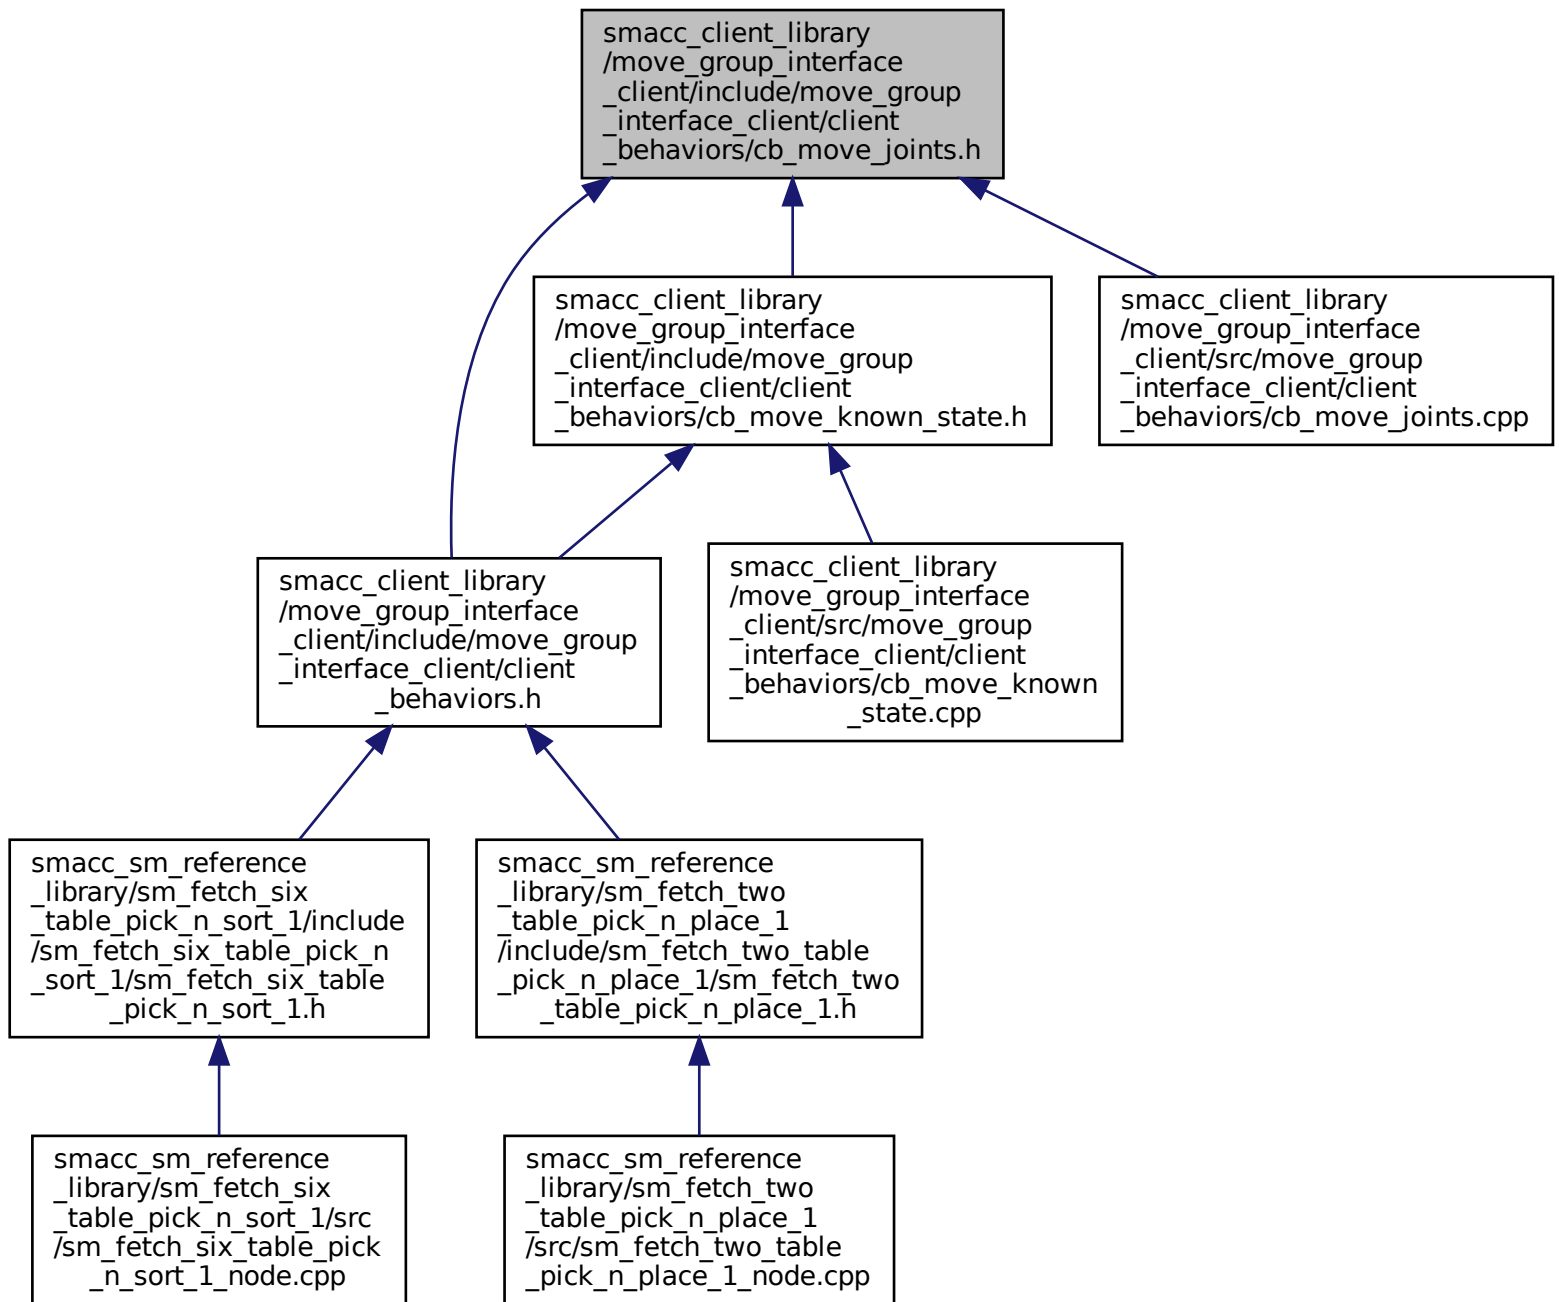 smacc_client_library
/move_group_interface
_client/include/move_group
_interface_client/client
_behaviors/cb_move_joints.h
smacc_client_library
/move_group_interface
_client/include/move_group
_interface_client/client
_behaviors/cb_move_known_state.h
smacc_client_library
/move_group_interface
_client/src/move_group
_interface_client/client
_behaviors/cb_move_joints.cpp
smacc_client_library
/move_group_interface
_client/include/move_group
_interface_client/client
_behaviors.h
smacc_client_library
/move_group_interface
_client/src/move_group
_interface_client/client
_behaviors/cb_move_known
_state.cpp
smacc_sm_reference
_library/sm_fetch_six
_table_pick_n_sort_1/include
/sm_fetch_six_table_pick_n
_sort_1/sm_fetch_six_table
_pick_n_sort_1.h
smacc_sm_reference
_library/sm_fetch_two
_table_pick_n_place_1
/include/sm_fetch_two_table
_pick_n_place_1/sm_fetch_two
_table_pick_n_place_1.h
smacc_sm_reference
_library/sm_fetch_six
_table_pick_n_sort_1/src
/sm_fetch_six_table_pick
_n_sort_1_node.cpp
smacc_sm_reference
_library/sm_fetch_two
_table_pick_n_place_1
/src/sm_fetch_two_table
_pick_n_place_1_node.cpp